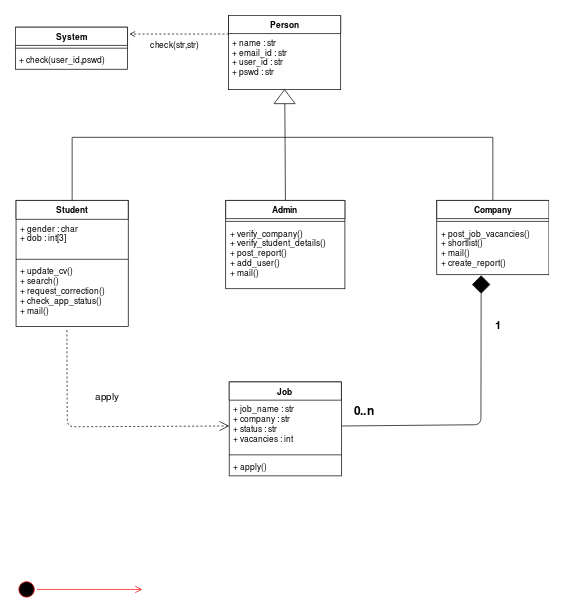 Person
+ name : str
+ email_id : str
+ user_id : str
+ pswd : str
System
+ check(user_id,pswd)
check(str,str)
Student
+ gender : char
+ dob : int[3]
+ update_cv()
+ search()
+ request_correction()
+ check_app_status()
+ mail()
Admin
+ verify_company()
+ verify_student_details()
+ post_report()
+ add_user()
+ mail()
Company
+ post_job_vacancies()
+ shortlist()
+ mail()
+ create_report()
1
apply
Job
+ job_name : str
+ company : str
+ status : str
+ vacancies : int
+ apply()
0..n